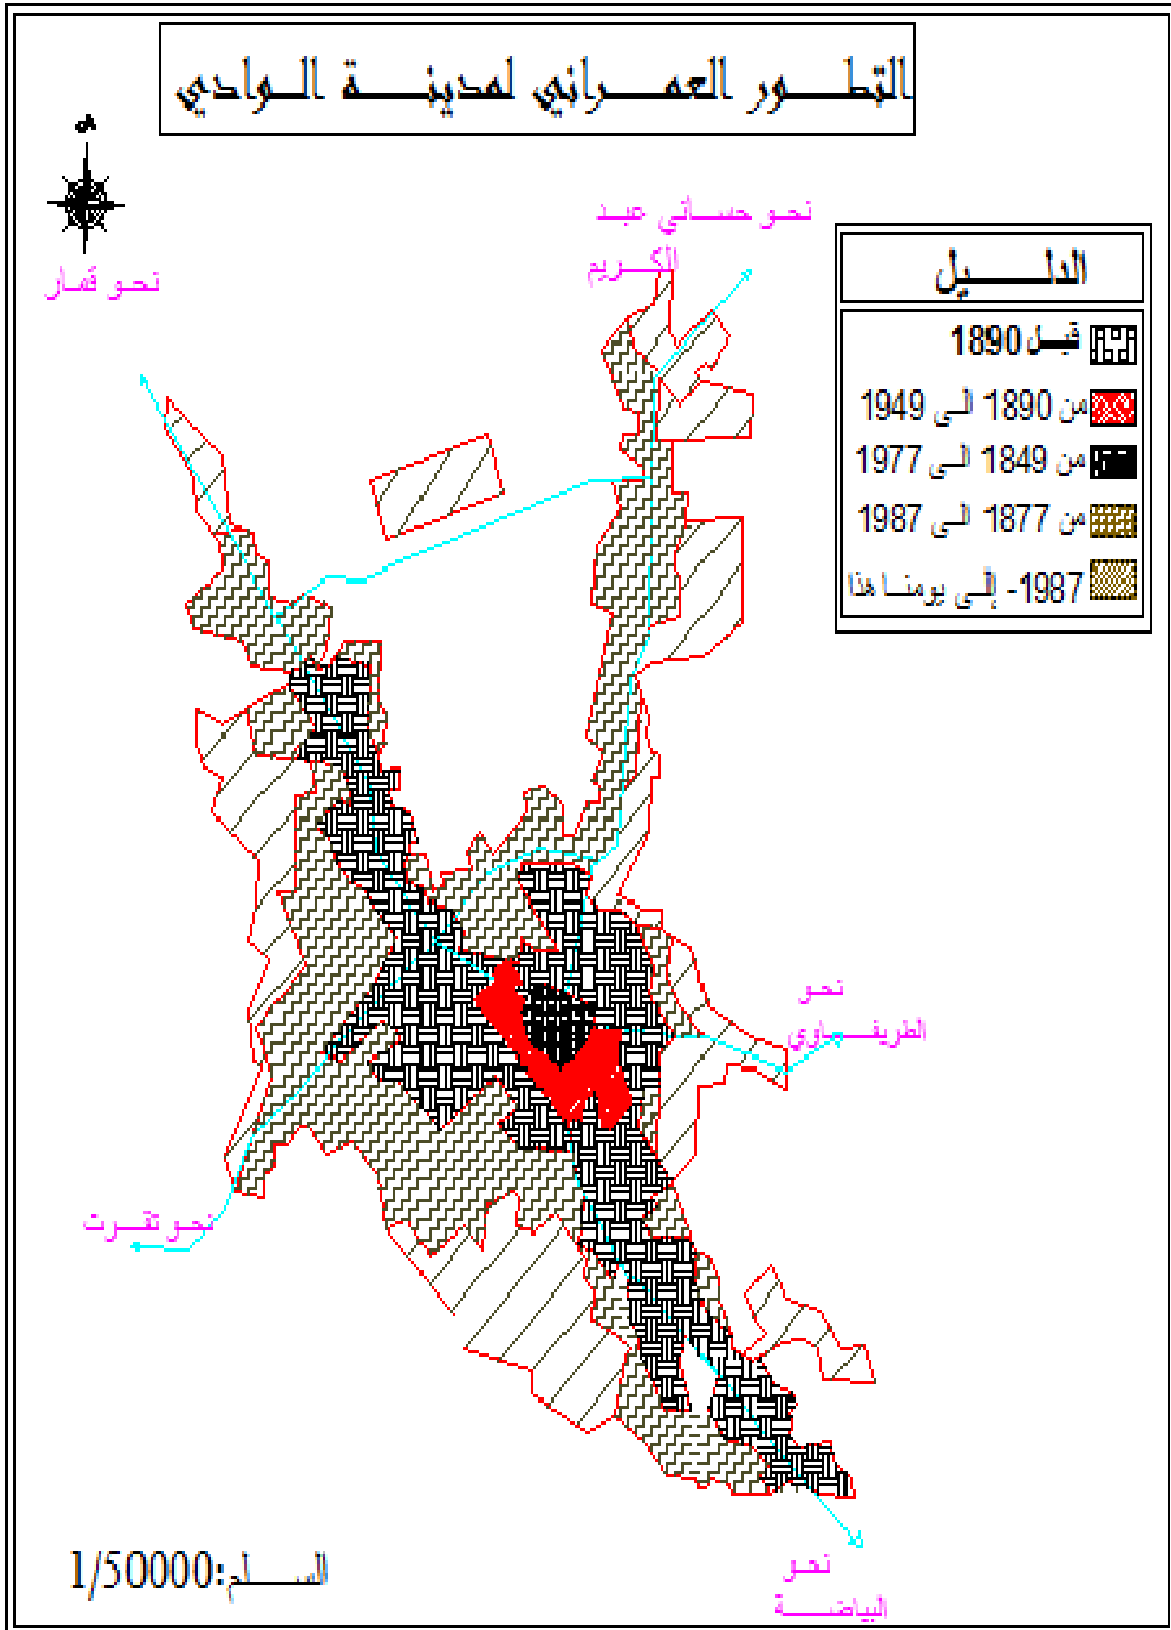 التطور العمراني لمدينة الوادي
نحو حساني عبد
الكريم
نحو قمار
الدليل
قبل 1890
من 1890 الى 1949
من 1849 الى 1977
من 1877 الى 1987
1987- إلى يومنا هذا
نحو
الطريفاوي
نحو تقرت
نحو
البياضة
السلم:1/50000